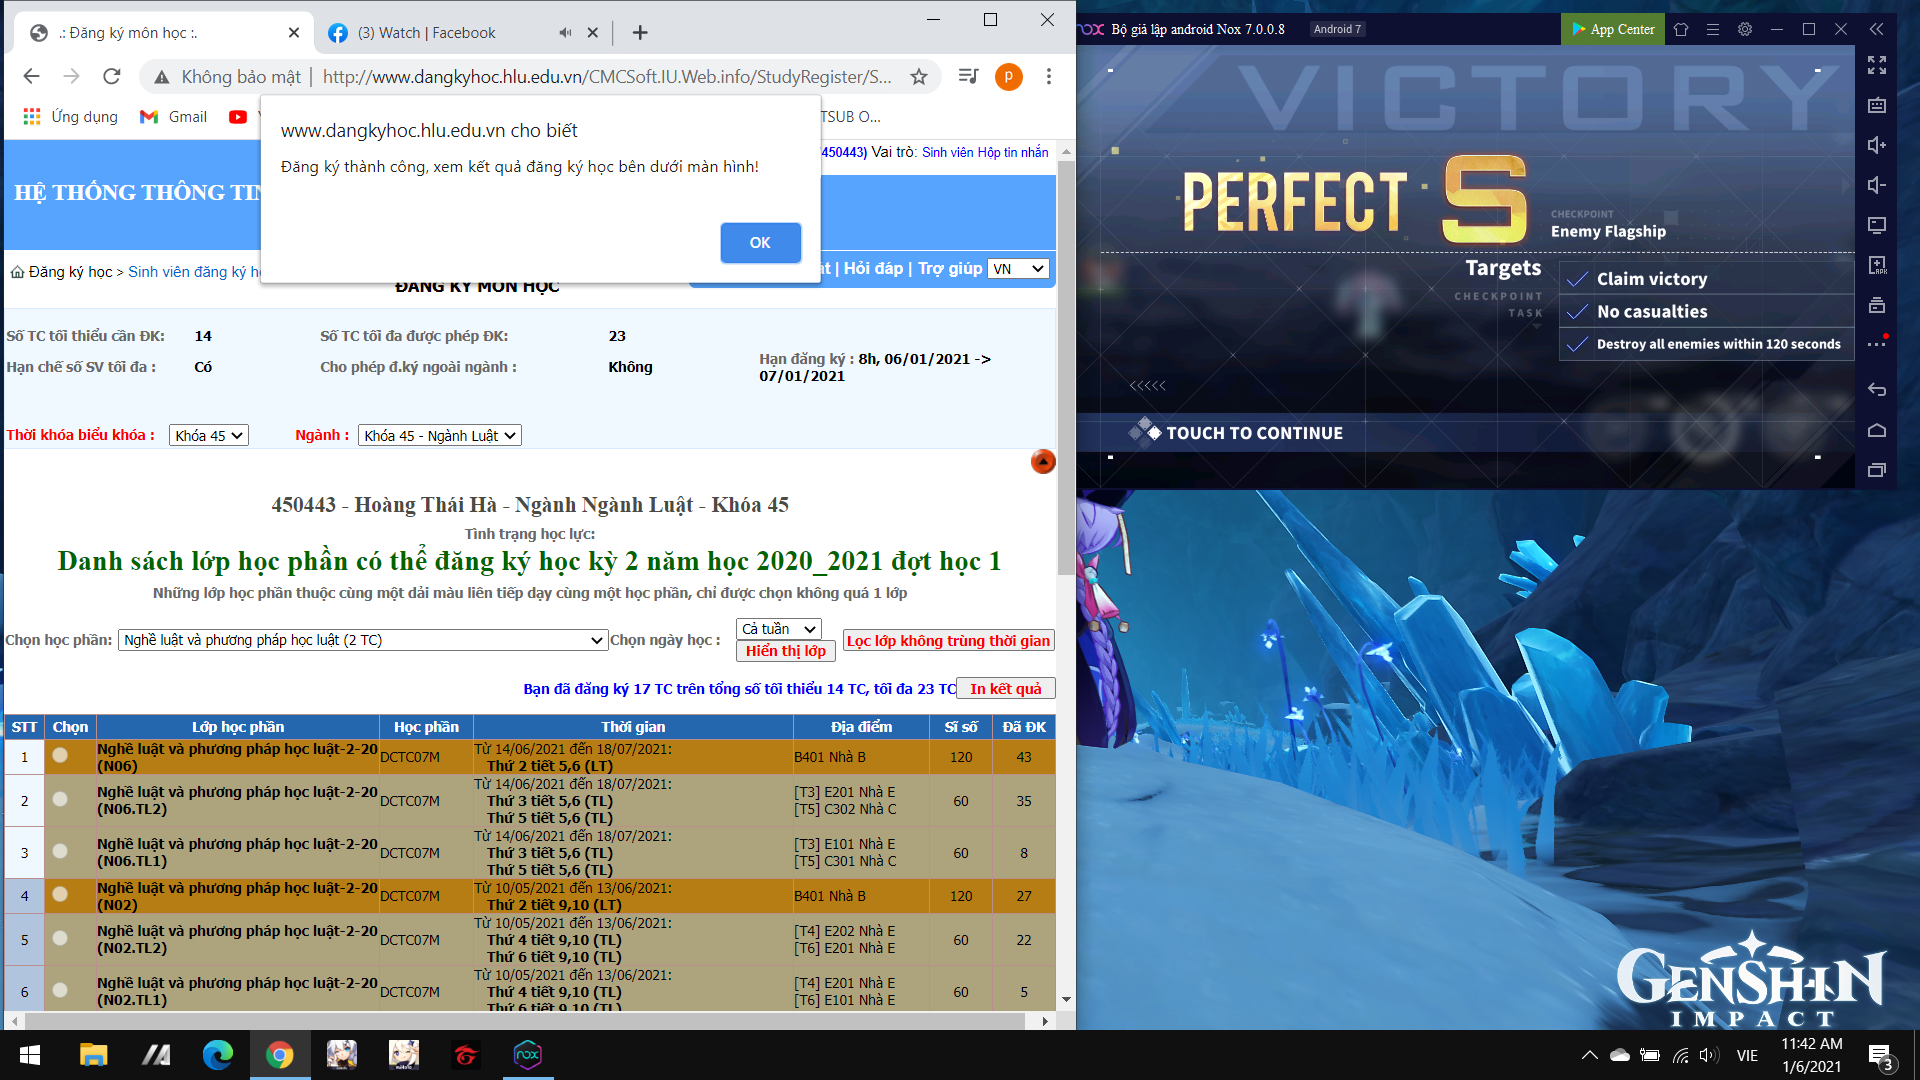 .: Đăng ký môn học :.
(3) Watch | Facebook
Không bảo mật | http://www.dangkyhoc.hlu.edu.vn/CMCSoft.IU.Web.info/StudyRegister/S...
p
Ứng dụng
Gmail
TSUB O...
www.dangkyhoc.hlu.edu.vn cho biết
Đăng ký thành công, xem kết quả đăng ký học bên dưới màn hình!
OK
450443) Vai trò: Sinh viên Hộp tin nhắn
HỆ THỐNG THÔNG TIN
Đăng ký học > Sinh viên đăng ký họ
| Hỏi đáp | Trợ giúp VN
ĐĂNG KÝ MÔN HỌC
Số TC tối thiểu cần ĐK: 14 Số TC tối đa được phép ĐK: 23
Hạn chế số SV tối đa : Có Cho phép đ.ký ngoài ngành : Không
Hạn đăng ký : 8h, 06/01/2021 ->
07/01/2021
Thời khóa biểu khóa : Khóa 45 Ngành : Khóa 45 - Ngành Luật
450443 - Hoàng Thái Hà - Ngành Ngành Luật - Khóa 45
Tình trạng học lực:
Danh sách lớp học phần có thể đăng ký học kỳ 2 năm học 2020_2021 đợt học 1
Những lớp học phần thuộc cùng một dải màu liên tiếp dạy cùng một học phần, chỉ được chọn không quá 1 lớp
Chọn học phần: Nghề luật và phương pháp học luật (2 TC) Chọn ngày học : Cả tuần
Hiển thị lớp
Lọc lớp không trùng thời gian
Bạn đã đăng ký 17 TC trên tổng số tối thiểu 14 TC, tối đa 23 TC In kết quả
STT Chọn Lớp học phần Học phần Thời gian Địa điểm Sĩ số Đã ĐK
1 Nghề luật và phương pháp học luật-2-20 (N06) DCTC07M Từ 14/06/2021 đến 18/07/2021: Thứ 2 tiết 5,6 (LT) B401 Nhà B 120 43
2 Nghề luật và phương pháp học luật-2-20 (N06.TL2) DCTC07M Từ 14/06/2021 đến 18/07/2021: Thứ 3 tiết 5,6 (TL) Thứ 5 tiết 5,6 (TL) [T3] E201 Nhà E [T5] C302 Nhà C 60 35
3 Nghề luật và phương pháp học luật-2-20 (N06.TL1) DCTC07M Từ 14/06/2021 đến 18/07/2021: Thứ 3 tiết 5,6 (TL) Thứ 5 tiết 5,6 (TL) [T3] E101 Nhà E [T5] C301 Nhà C 60 8
4 Nghề luật và phương pháp học luật-2-20 (N02) DCTC07M Từ 10/05/2021 đến 13/06/2021: Thứ 2 tiết 9,10 (LT) B401 Nhà B 120 27
5 Nghề luật và phương pháp học luật-2-20 (N02.TL2) DCTC07M Từ 10/05/2021 đến 13/06/2021: Thứ 4 tiết 9,10 (TL) Thứ 6 tiết 9,10 (TL) [T4] E202 Nhà E [T6] E201 Nhà E 60 22
6 Nghề luật và phương pháp học luật-2-20 (N02.TL1) DCTC07M Từ 10/05/2021 đến 13/06/2021: Thứ 4 tiết 9,10 (TL) Thứ 6 tiết 9,10 (TL) [T4] E201 Nhà E [T6] E101 Nhà E 60 5
nox Bộ giả lập android Nox 7.0.0.8 Android 7 App Center
VICTORY
PERFECT S
CHECKPOINT
Enemy Flagship
Targets
CHECKPOINT
TASK
Claim victory
No casualties
Destroy all enemies within 120 seconds
TOUCH TO CONTINUE
GENSHIN
IMPACT
VIE
11:42 AM
1/6/2021
3